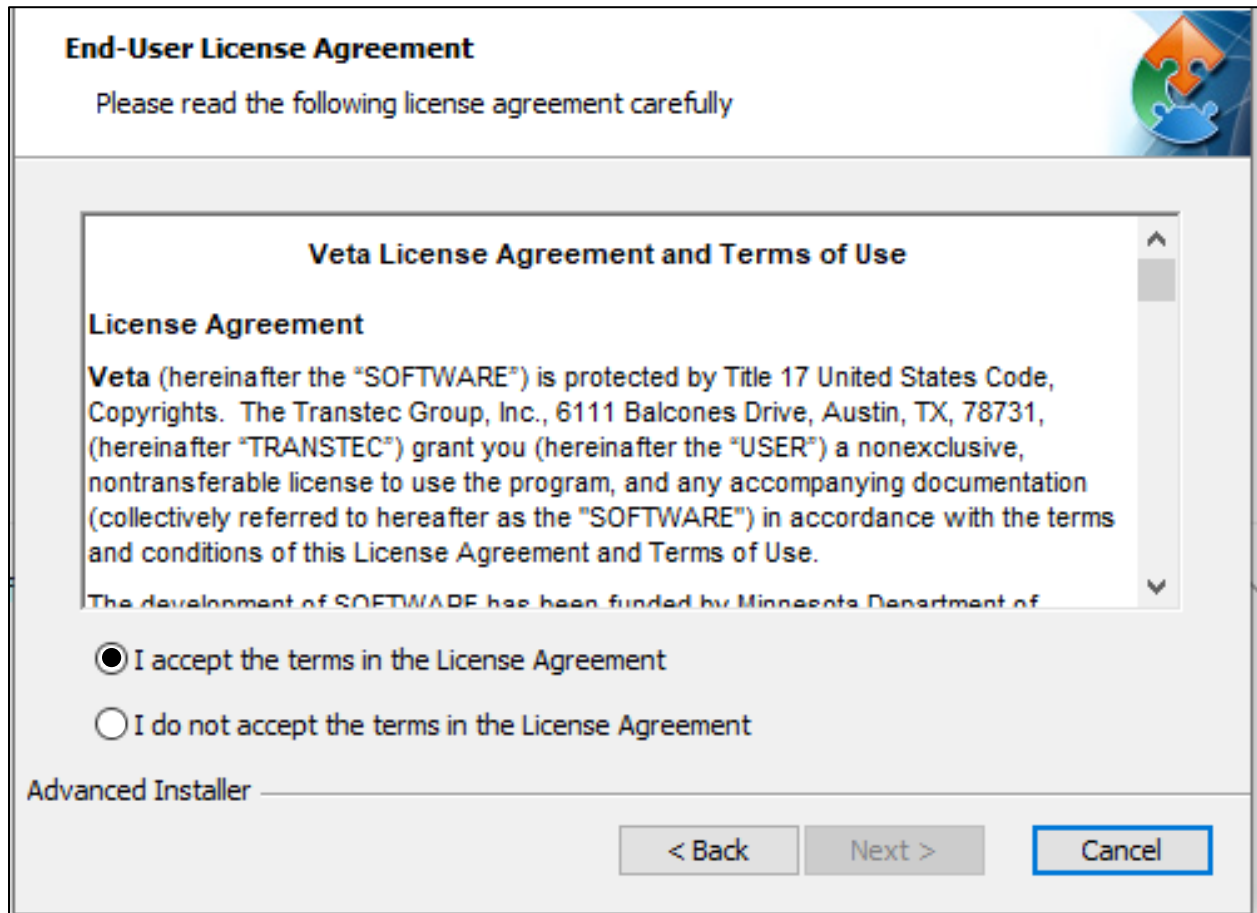 End-User License Agreement
Please read the following license agreement carefully
Veta License Agreement and Terms of Use
License Agreement
Veta (hereinafter the “SOFTWARE”) is protected by Title 17 United States Code,
Copyrights.  The Transtec Group, Inc., 6111 Balcones Drive, Austin, TX, 78731,
(hereinafter “TRANSTEC”) grant you (hereinafter the “USER”) a nonexclusive,
nontransferable license to use the program, and any accompanying documentation
(collectively referred to hereafter as the "SOFTWARE") in accordance with the terms
and conditions of this License Agreement and Terms of Use.
The development of SOFTWARE has been funded by Minnesota Department of
I accept the terms in the License Agreement
I do not accept the terms in the License Agreement
Advanced Installer
< Back
Next >
Cancel